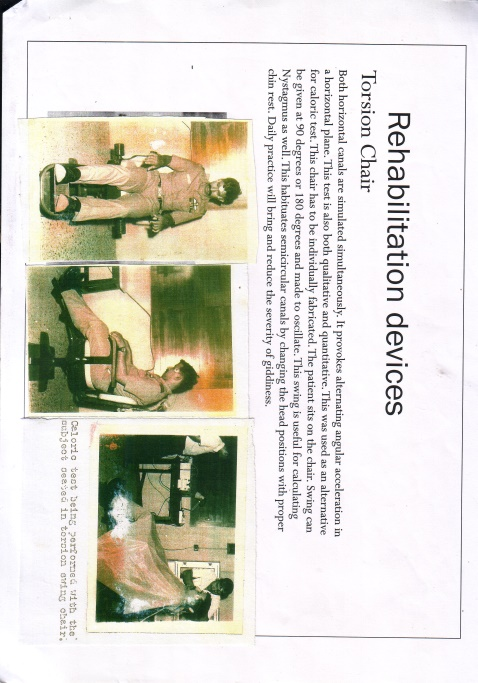 Rehabilitation devices
Torsion Chair
Both horizontal canals are simulated simultaneously. It provokes alternating angular acceleration in
a horizontal plane. This test is also both qualitative and quantitative. This was used as an alternative
for caloric test. This chair has to be individually fabricated. The patient sits on the chair. Swing can
be given at 90 degrees or 180 degrees and made to oscillate. This swing is useful for calculating
Nystagmus as well. This habituates semicircular canals by changing the head positions with proper
chin rest. Daily practice will bring and reduce the severity of giddiness.
Caloric test being performed with the
subject seated in torsion swing chair.